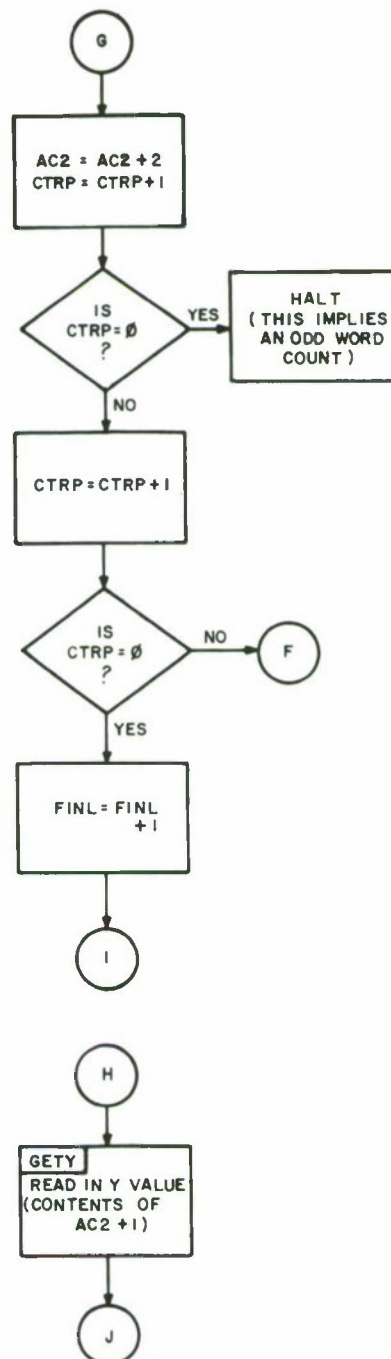 G
AC2 = AC2+2
CTRP = CTRP+1
IS
CTRP=Ø
?
YES
HALT
(THIS IMPLIES
AN ODD WORD
COUNT)
NO
CTRP=CTRP+1
IS
CTRP=Ø
?
NO
F
YES
FINL=FINL
+1
I
H
GETY
READ IN Y VALUE
(CONTENTS OF
AC2+1)
J